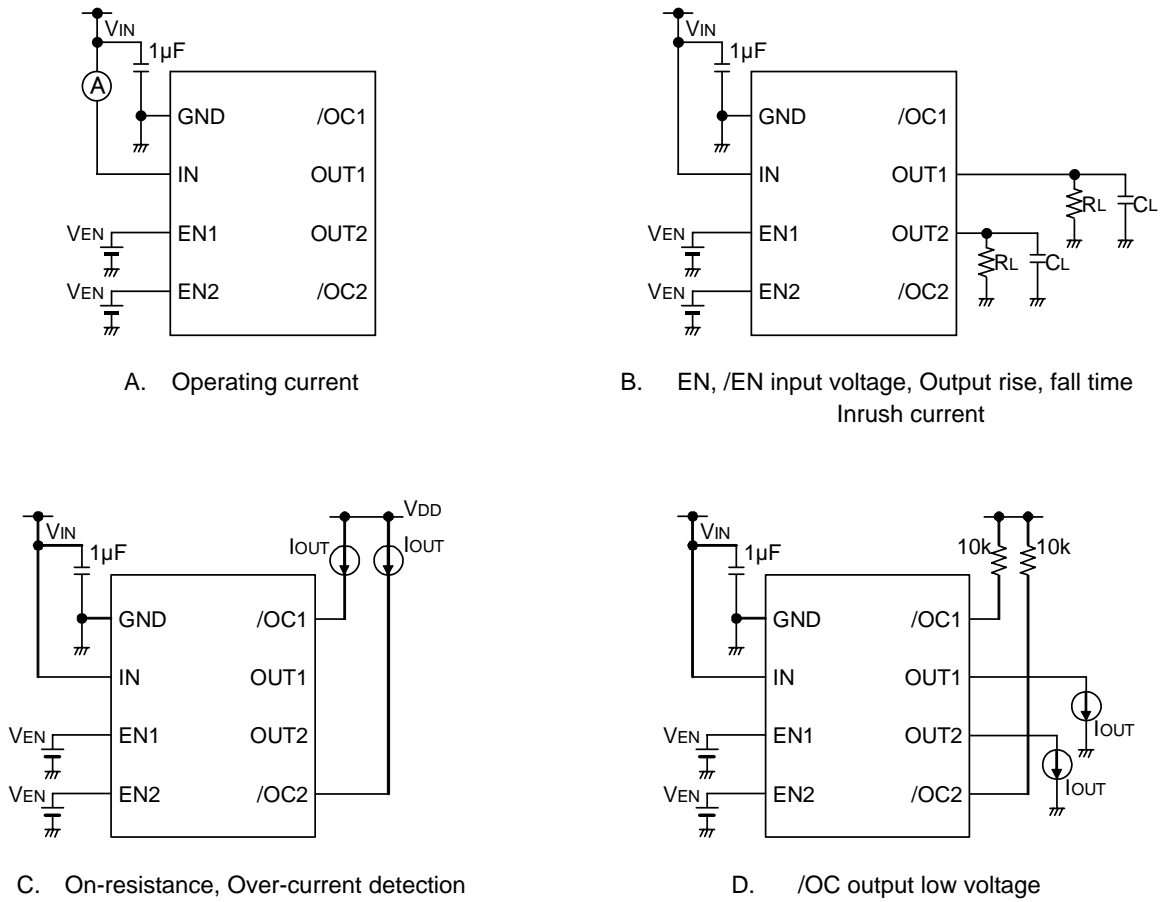 VIN
1µF
A
GND /OC1
IN OUT1
VEN EN1 OUT2
VEN EN2 /OC2
A. Operating current
VIN
1µF
GND /OC1
IN OUT1
RL CL
VEN EN1 OUT2
RL CL
VEN EN2 /OC2
B. EN, /EN input voltage, Output rise, fall time
Inrush current
VDD
VIN
IOUT IOUT
1µF
GND /OC1
IN OUT1
VEN EN1 OUT2
VEN EN2 /OC2
C. On-resistance, Over-current detection
VIN
10k 10k
1µF
GND /OC1
IN OUT1
IOUT
VEN EN1 OUT2
IOUT
VEN EN2 /OC2
D. /OC output low voltage